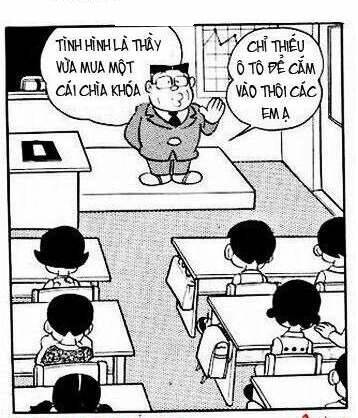 TÌNH HÌNH LÀ THẦY
VỪA MUA MỘT
CÁI CHÌA KHÓA
CHỈ THIẾU
Ô TÔ ĐỂ CẮM
VÀO THÔI CÁC
EM Ạ